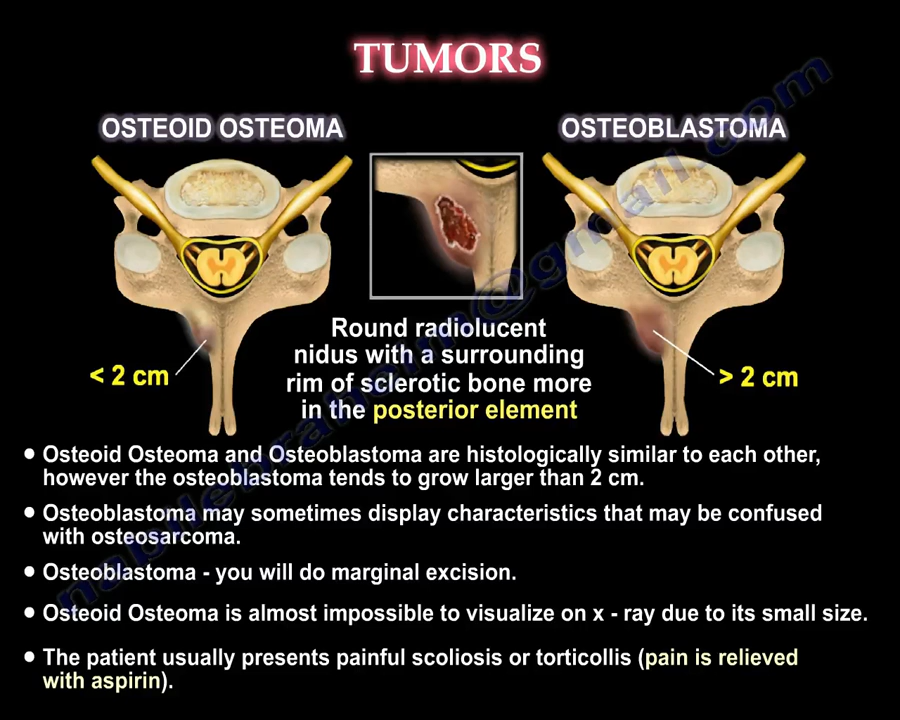 TUMORS
OSTEOID OSTEOMA
OSTEOBLASTOMA
< 2 cm
Round radiolucent
nidus with a surrounding
rim of sclerotic bone more
in the posterior element
> 2 cm
• Osteoid Osteoma and Osteoblastoma are histologically similar to each other,
however the osteoblastoma tends to grow larger than 2 cm.
• Osteoblastoma may sometimes display characteristics that may be confused
with osteosarcoma.
• Osteoblastoma - you will do marginal excision.
• Osteoid Osteoma is almost impossible to visualize on x - ray due to its small size.
• The patient usually presents painful scoliosis or torticollis (pain is relieved
with aspirin).